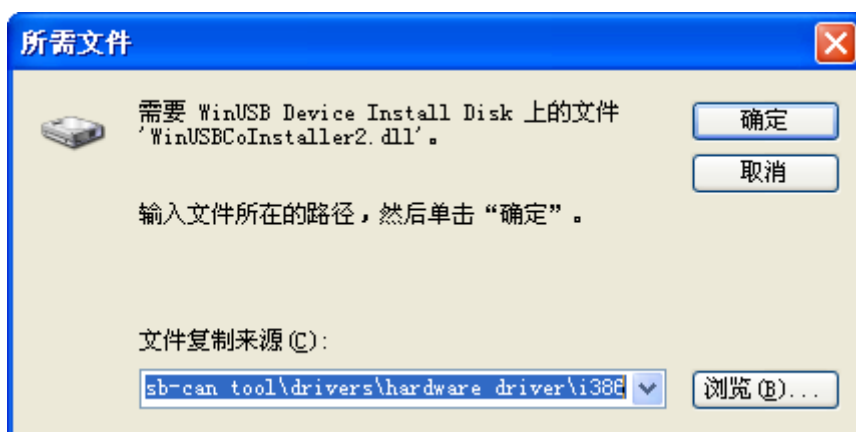 所需文件
需要 WinUSB Device Install Disk 上的文件
'WinUSBCoInstaller2.dll'。
确定
取消
输入文件所在的路径，然后单击“确定”。
文件复制来源(C):
sb-can tool\drivers\hardware driver\i386
浏览(B)...